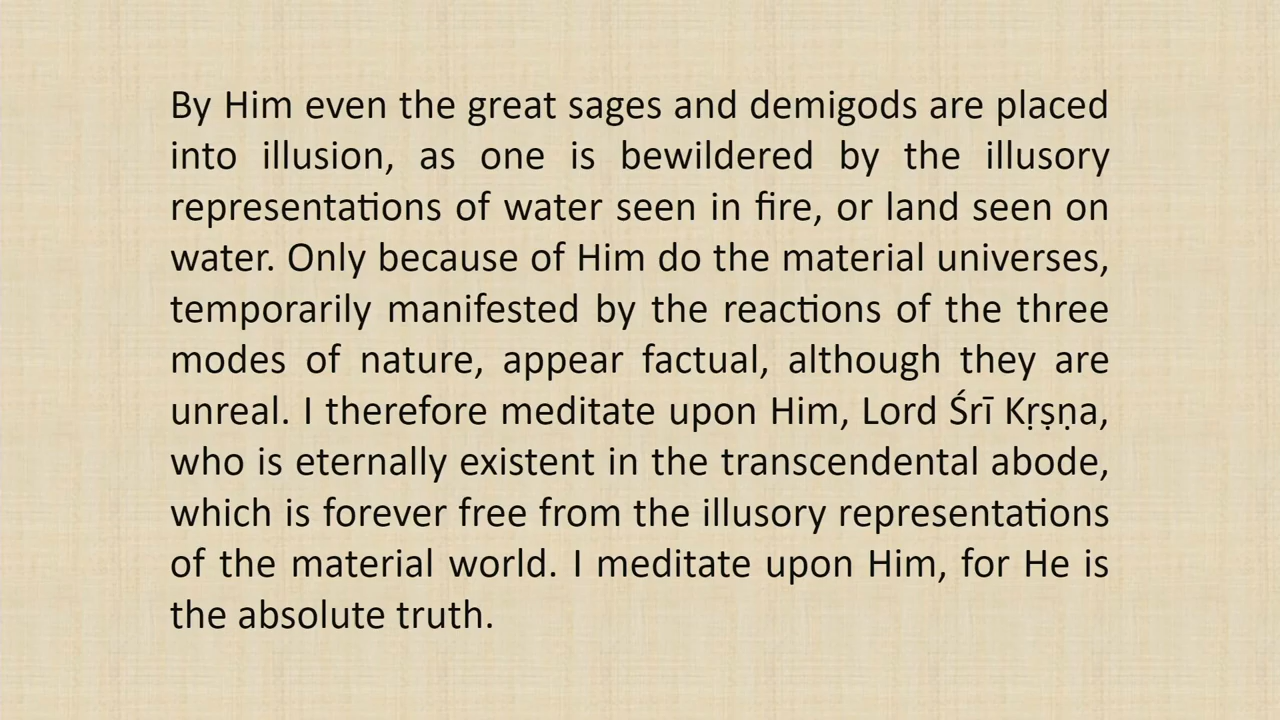 By Him even the great sages and demigods are placed
into illusion, as one is bewildered by the illusory
representations of water seen in fire, or land seen on
water. Only because of Him do the material universes,
temporarily manifested by the reactions of the three
modes of nature, appear factual, although they are
unreal. I therefore meditate upon Him, Lord Śrī Kṛṣṇa,
who is eternally existent in the transcendental abode,
which is forever free from the illusory representations
of the material world. I meditate upon Him, for He is
the absolute truth.